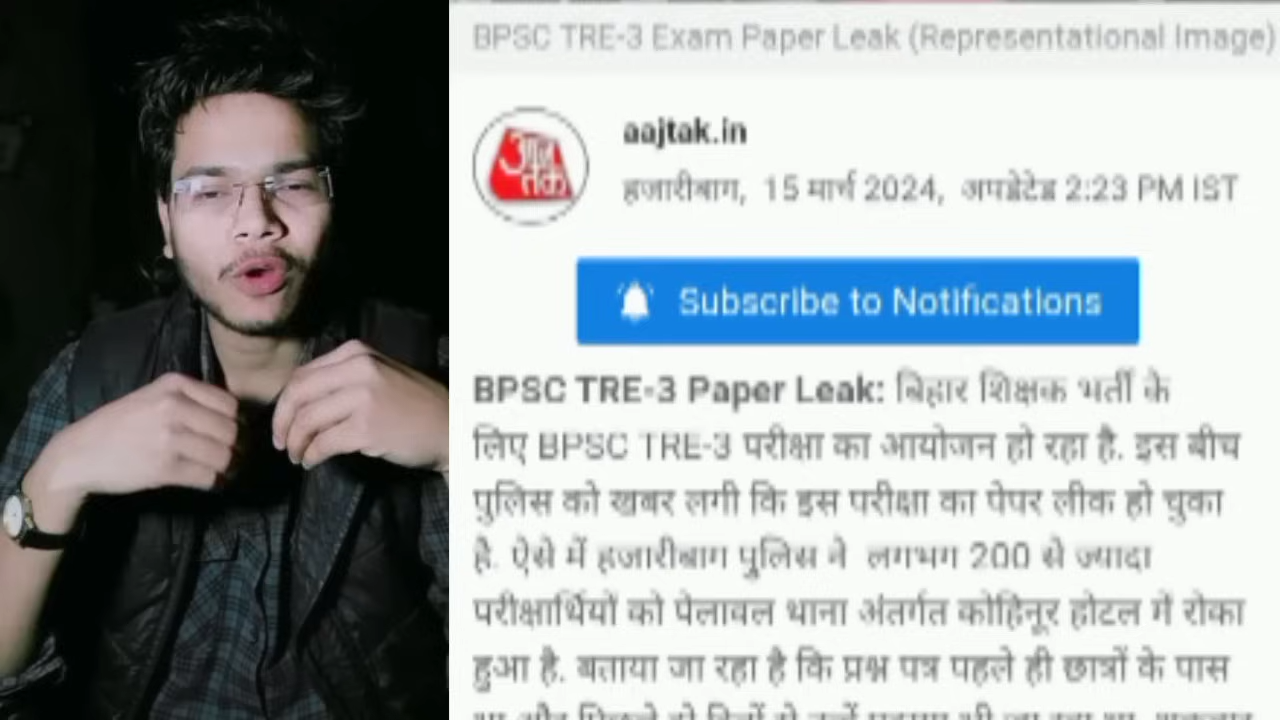 BPSC TRE-3 Exam Paper Leak (Representational Image)
आज तक
aajtak.in
हजारीबाग, 15 मार्च 2024, अपडेटेड 2:23 PM IST
Subscribe to Notifications
BPSC TRE-3 Paper Leak: बिहार शिक्षक भर्ती के
लिए BPSC TRE-3 परीक्षा का आयोजन हो रहा है. इस बीच
पुलिस को खबर लगी कि इस परीक्षा का पेपर लीक हो चुका
है. ऐसे में हजारीबाग पुलिस ने लगभग 200 से ज्यादा
परीक्षार्थियों को पेलावल थाना अंतर्गत कोहिनूर होटल में रोका
हुआ है. बताया जा रहा है कि प्रश्न पत्र पहले ही छात्रों के पास